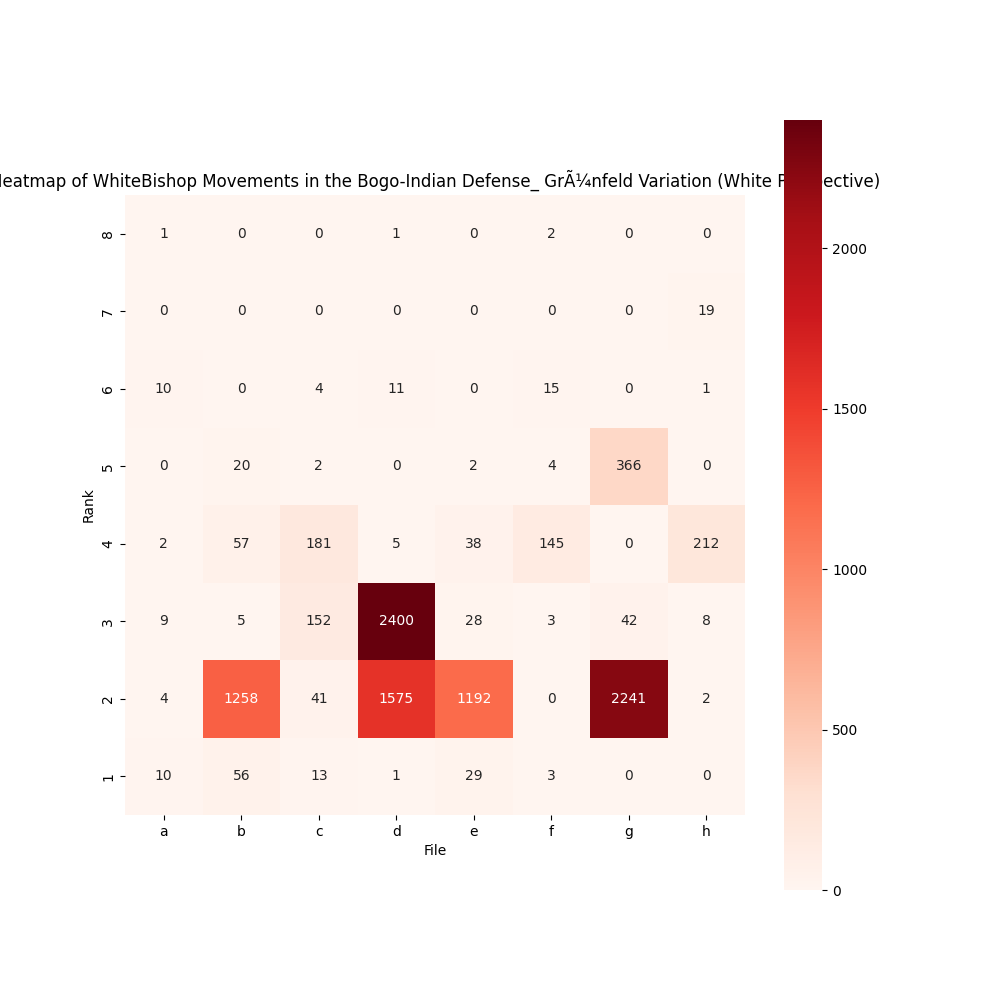 Heatmap of WhiteBishop Movements in the Bogo-Indian Defense_ GrÃ¼nfeld Variation (White Perspective)
8 1 0 0 1 0 2 0 0
7 0 0 0 0 0 0 0 19
6 10 0 4 11 0 15 0 1
5 0 20 2 0 2 4 366 0
4 2 57 181 5 38 145 0 212
3 9 5 152 2400 28 3 42 8
2 4 1258 41 1575 1192 0 2241 2
1 10 56 13 1 29 3 0 0
a b c d e f g h
File
Rank
2000
1500
1000
500
0